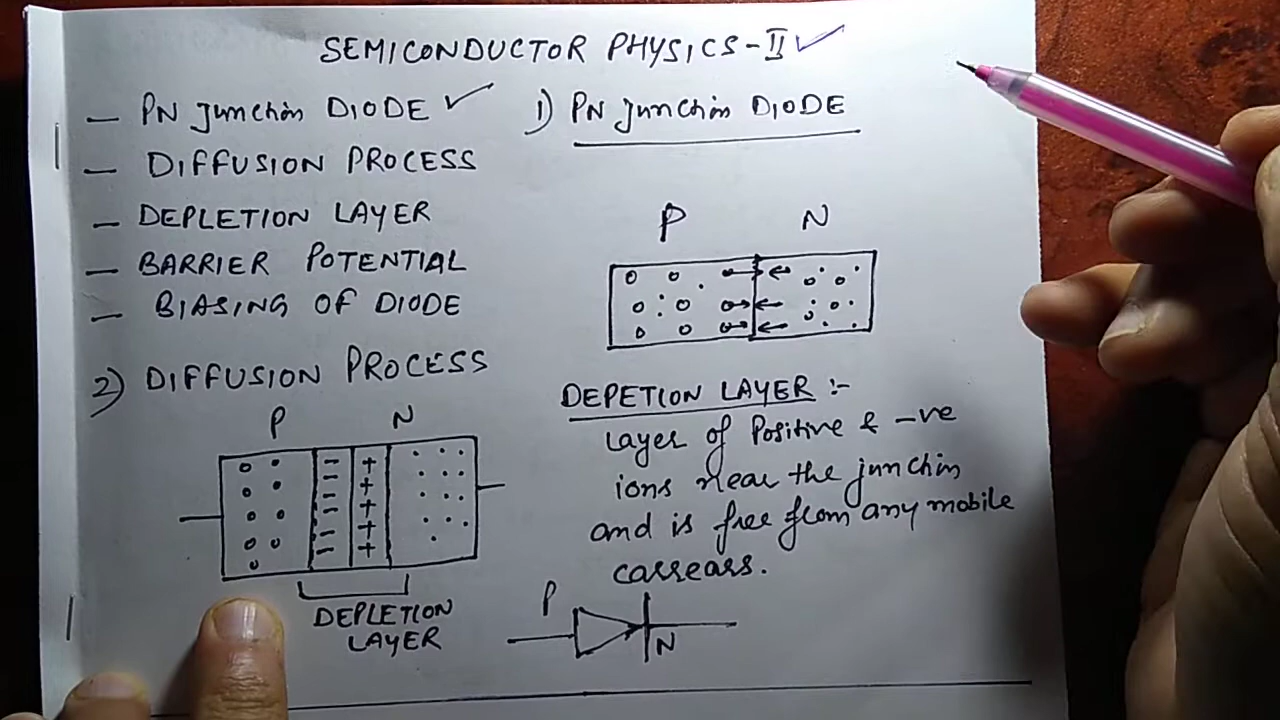 SEMICONDUCTOR PHYSICS-II
— PN Junction DIODE
— DIFFUSION PROCESS
— DEPLETION LAYER
— BARRIER POTENTIAL
— BIASING OF DIODE
1) PN Junction DIODE
P N
2) DIFFUSION PROCESS
P N
DEPLETION
LAYER
DEPETION LAYER :-
Layer of Positive & -ve
ions near the junction
and is free from any mobile
carrears.
P
N